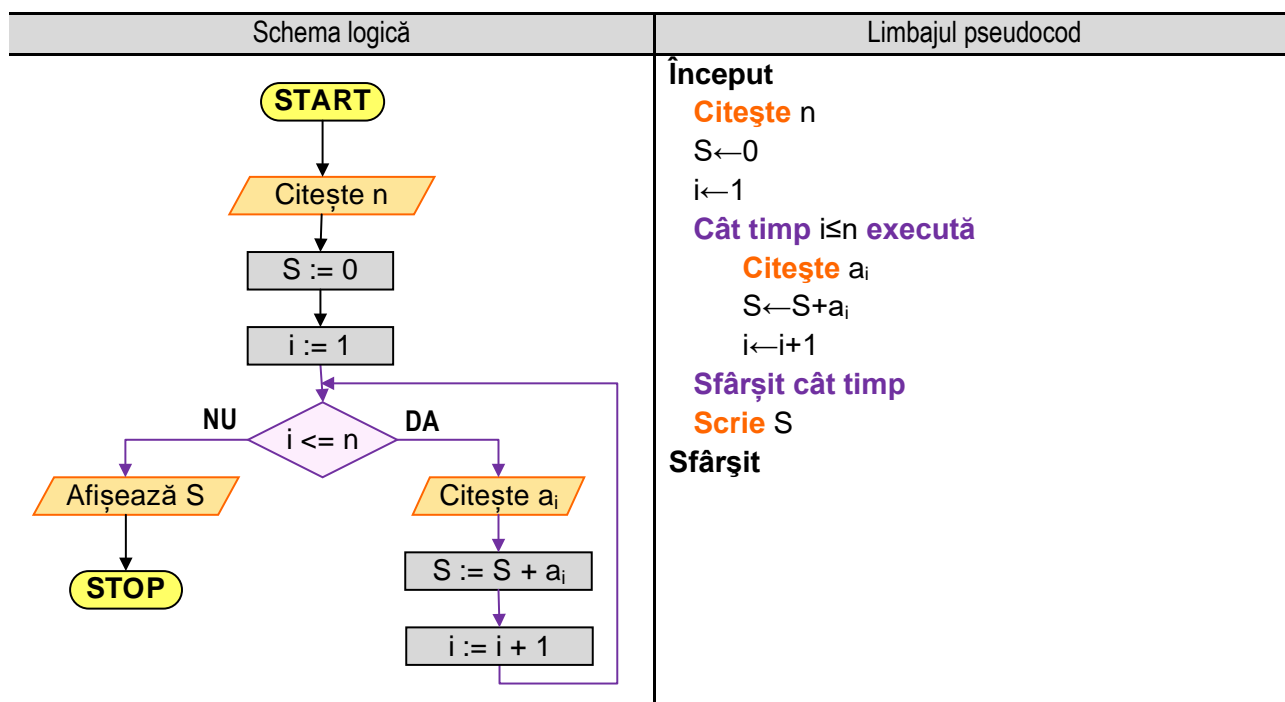 Schema logică
Limbajul pseudocod
START
Citește n
S := 0
i := 1
NU
i <= n
DA
Afișează S
Citește aᵢ
STOP
S := S + aᵢ
i := i + 1
Început
Citeşte n
S←0
i←1
Cât timp i≤n execută
Citeşte aᵢ
S←S+aᵢ
i←i+1
Sfârșit cât timp
Scrie S
Sfârşit